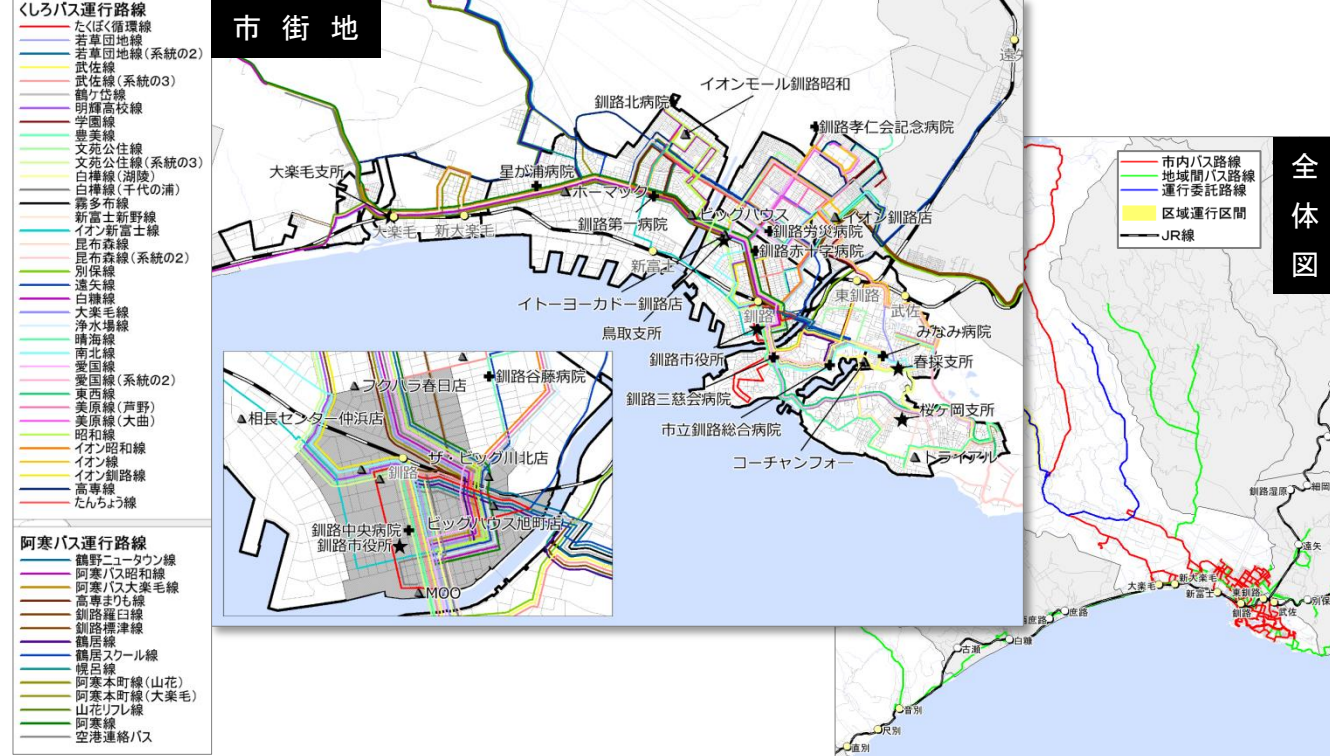 くしろバス運行路線
たくぼく循環線
若草団地線
若草団地線(系統の2)
武佐線
武佐線(系統の3)
鶴ケ岱線
明輝高校線
学園線
豊美線
文苑公住線
文苑公住線(系統の3)
白樺線(湖陵)
白樺線(千代の浦)
霧多布線
新富士新野線
イオン新富士線
昆布森線
昆布森線(系統の2)
別保線
遠矢線
白糠線
大楽毛線
浄水場線
晴海線
南北線
愛国線
愛国線(系統の2)
東西線
美原線(芦野)
美原線(大曲)
昭和線
イオン昭和線
イオン線
イオン釧路線
高専線
たんちょう線
阿寒バス運行路線
鶴野ニュータウン線
阿寒バス昭和線
阿寒バス大楽毛線
高専まりも線
釧路羅臼線
釧路標津線
鶴居線
鶴居スクール線
幌呂線
阿寒本町線(山花)
阿寒本町線(大楽毛)
山花リフレ線
阿寒線
空港連絡バス
市街地
イオンモール釧路昭和
釧路北病院
釧路孝仁会記念病院
大楽毛支所
星が浦病院
ホーマック
大楽毛
新大楽毛
釧路第一病院
ビッグハウス
イオン釧路店
釧路労災病院
釧路赤十字病院
新富士
イトーヨーカドー釧路店
鳥取支所
釧路
東釧路
武佐
みなみ病院
釧路市役所
春採支所
釧路三慈会病院
市立釧路総合病院
桜ケ岡支所
コーチャンフォー
トライアル
遠矢
フクハラ春日店
釧路谷藤病院
相長センター仲浜店
ザ・ビッグ川北店
釧路
釧路中央病院
ビッグハウス旭町店
釧路市役所
MOO
全体図
市内バス路線
地域間バス路線
運行委託路線
区域運行区間
JR線
釧路湿原
細岡
遠矢
大楽毛
新大楽毛
新富士
東釧路
釧路
武佐
別保
庶路
白糠
古瀬
音別
尺別
直別